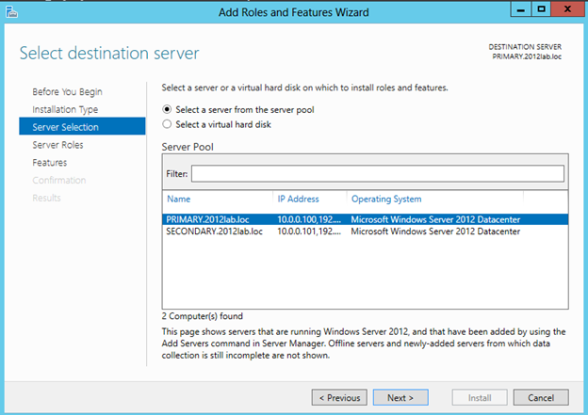 Add Roles and Features Wizard
Select destination server
DESTINATION SERVER
PRIMARY.2012lab.loc
Before You Begin
Installation Type
Server Selection
Server Roles
Features
Confirmation
Results
Select a server or a virtual hard disk on which to install roles and features.
Select a server from the server pool
Select a virtual hard disk
Server Pool
Filter:
Name IP Address Operating System
PRIMARY.2012lab.loc 10.0.0.100,192.... Microsoft Windows Server 2012 Datacenter
SECONDARY.2012lab.loc 10.0.0.101,192.... Microsoft Windows Server 2012 Datacenter
2 Computer(s) found
This page shows servers that are running Windows Server 2012, and that have been added by using the
Add Servers command in Server Manager. Offline servers and newly-added servers from which data
collection is still incomplete are not shown.
< Previous Next > Install Cancel